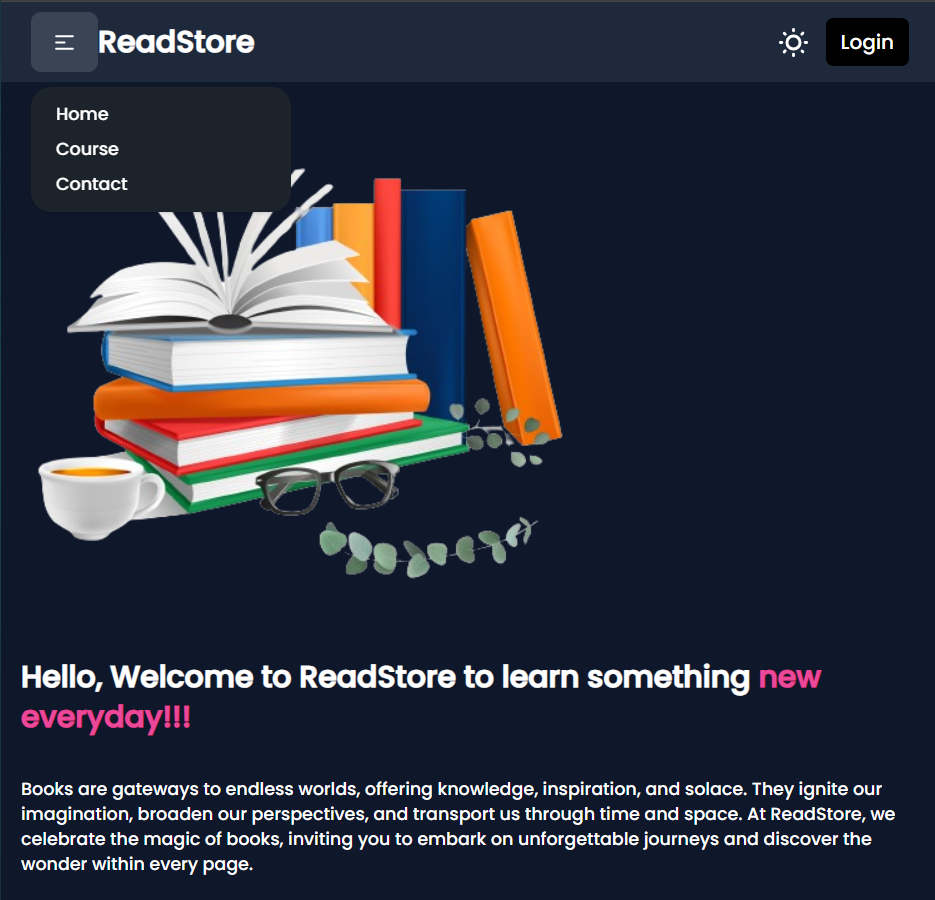 ReadStore
Login
Home
Course
Contact
Hello, Welcome to ReadStore to learn something new
everyday!!!
Books are gateways to endless worlds, offering knowledge, inspiration, and solace. They ignite our
imagination, broaden our perspectives, and transport us through time and space. At ReadStore, we
celebrate the magic of books, inviting you to embark on unforgettable journeys and discover the
wonder within every page.